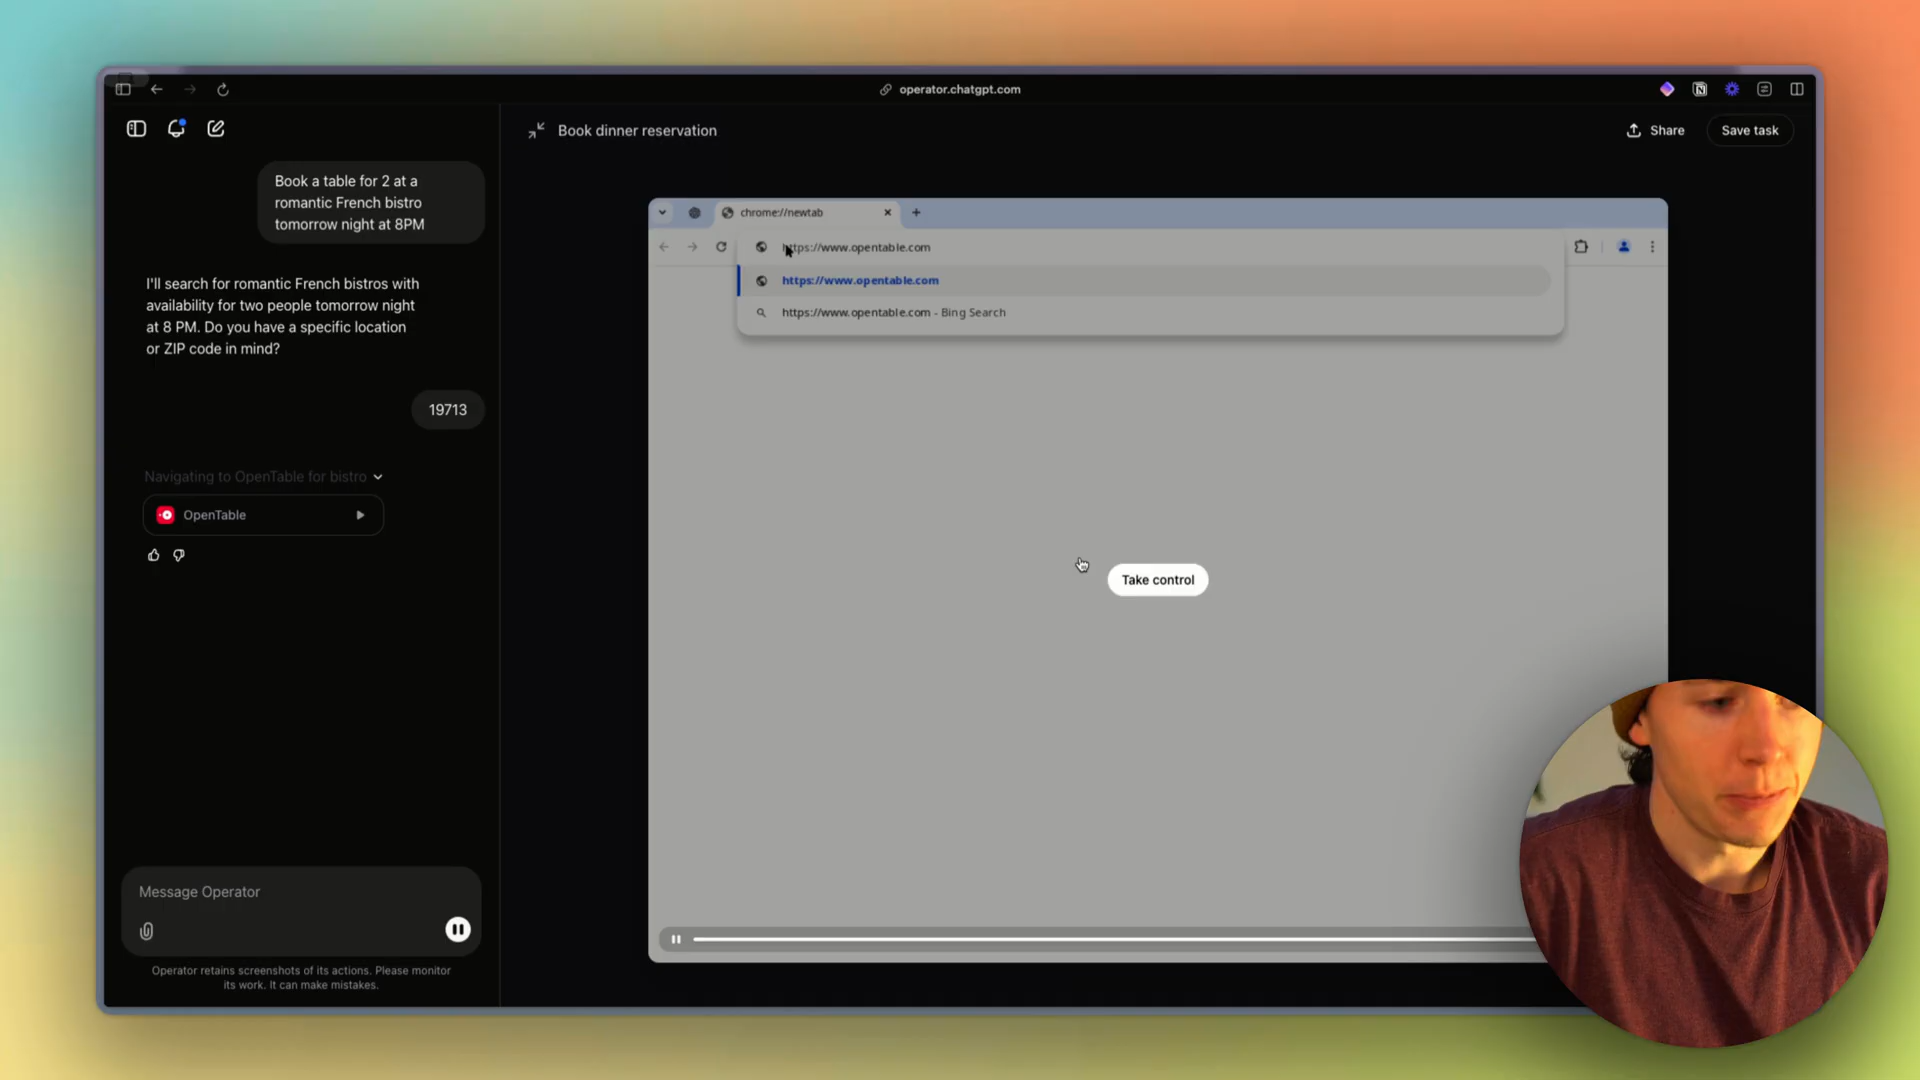 operator.chatgpt.com
Book dinner reservation
Share
Save task
Book a table for 2 at a
romantic French bistro
tomorrow night at 8PM
I'll search for romantic French bistros with
availability for two people tomorrow night
at 8 PM. Do you have a specific location
or ZIP code in mind?
19713
Navigating to OpenTable for bistro
OpenTable
Message Operator
Operator retains screenshots of its actions. Please monitor
its work. It can make mistakes.
chrome://newtab
https://www.opentable.com
https://www.opentable.com
https://www.opentable.com - Bing Search
Take control